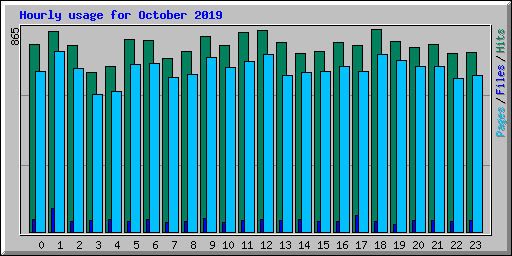 Hourly usage for October 2019
865
Pages / Files / Hits
0 1 2 3 4 5 6 7 8 9 10 11 12 13 14 15 16 17 18 19 20 21 22 23